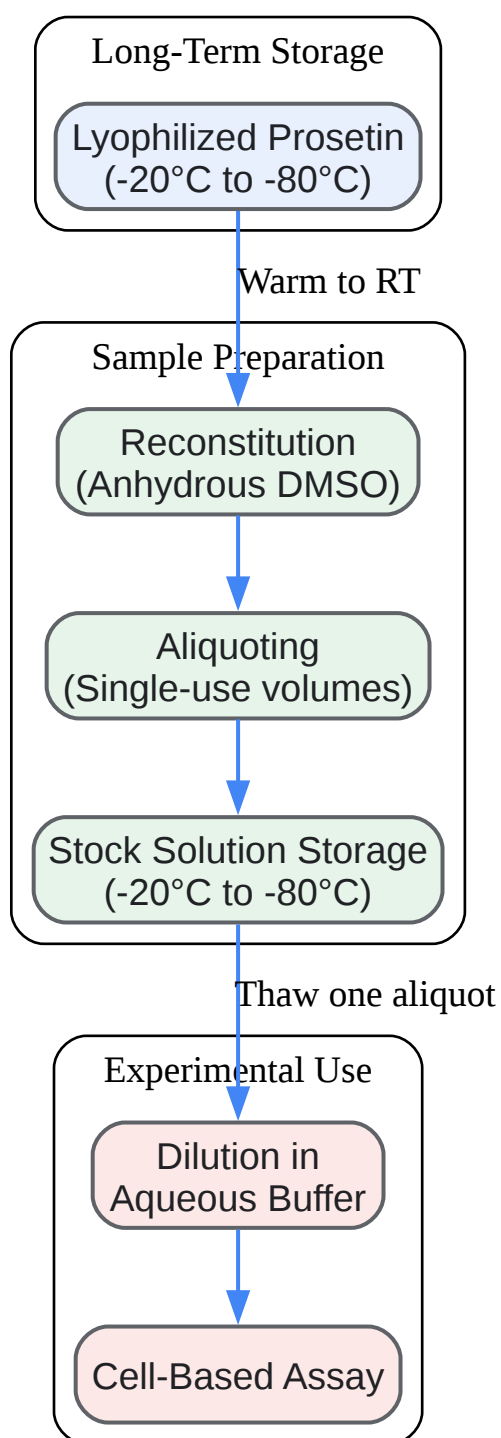 Long-Term Storage
Lyophilized Prosetin
(-20°C to -80°C)
Warm to RT
Sample Preparation
Reconstitution
(Anhydrous DMSO)
Aliquoting
(Single-use volumes)
Stock Solution Storage
(-20°C to -80°C)
Thaw one aliquot
Experimental Use
Dilution in
Aqueous Buffer
Cell-Based Assay